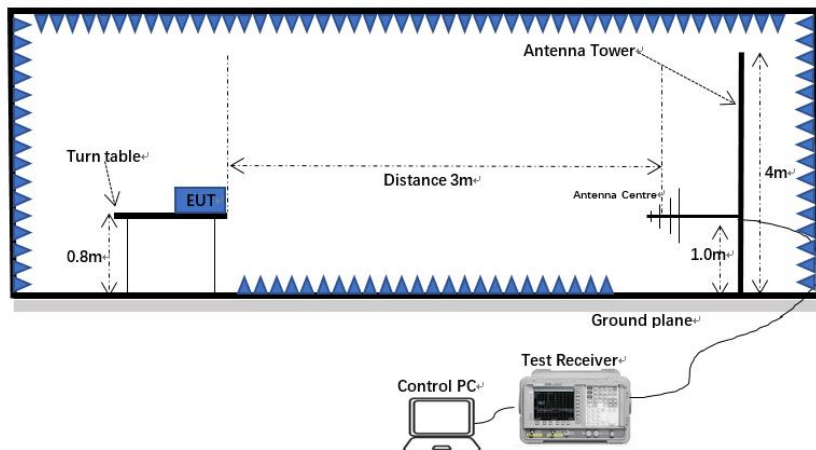 Antenna Tower↵
Turn table↵
4m↵
Distance 3m↵
EUT
Antenna Centre↵
0.8m↵
1.0m↵
Ground plane↵
Test Receiver↵
Control PC↵